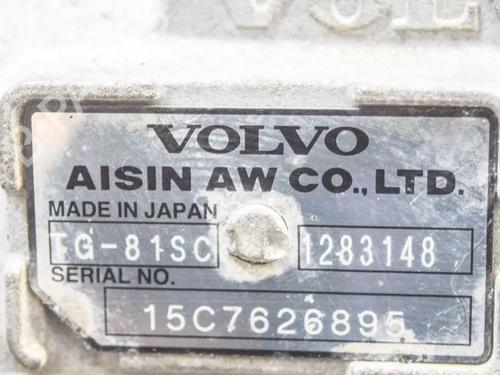 VOLVO
AISIN AW CO.,LTD.
MADE IN JAPAN
TG-81SC 1283148
SERIAL NO.
15C7626895